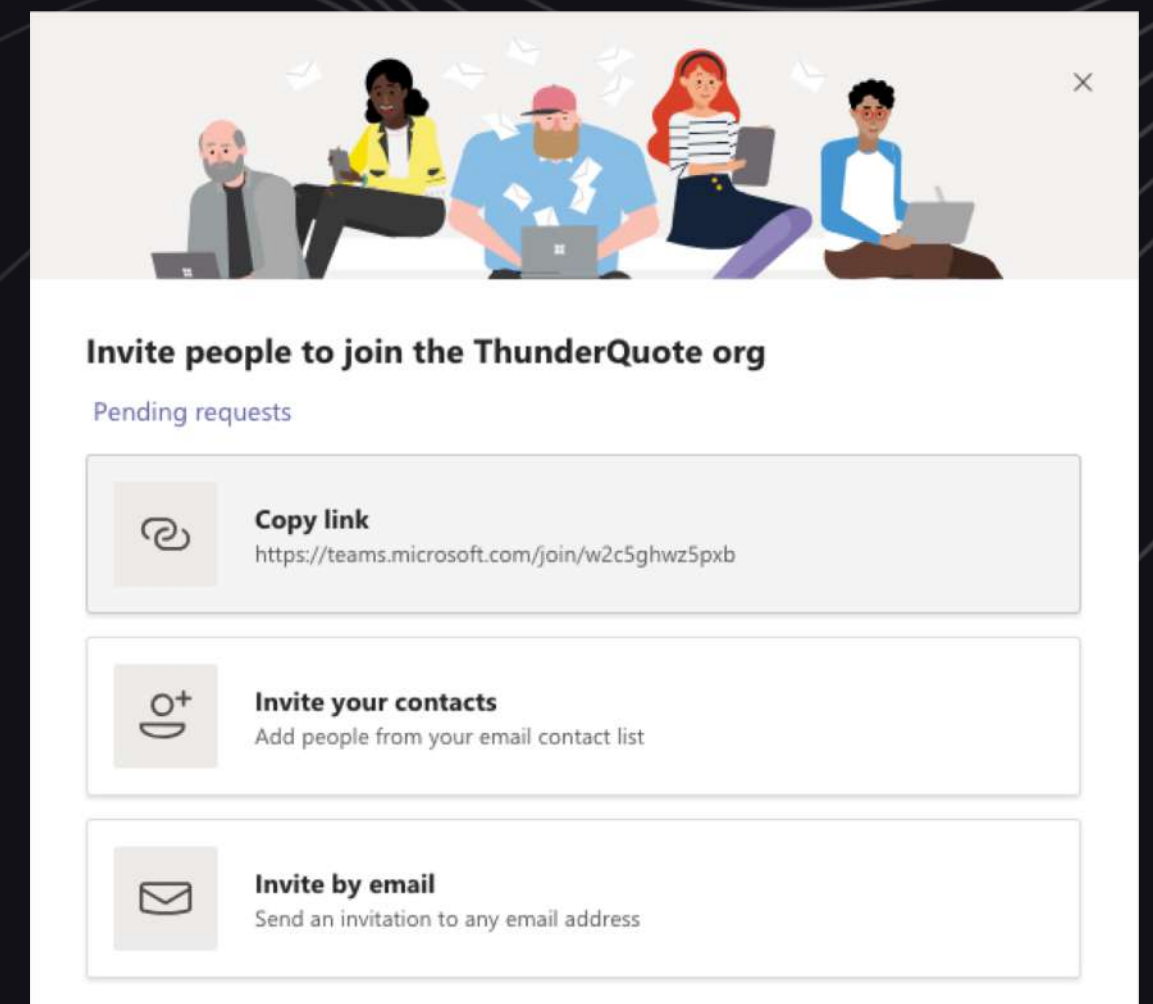 Invite people to join the ThunderQuote org
Pending requests
Copy link
https://teams.microsoft.com/join/w2c5ghwz5pxb
Invite your contacts
Add people from your email contact list
Invite by email
Send an invitation to any email address